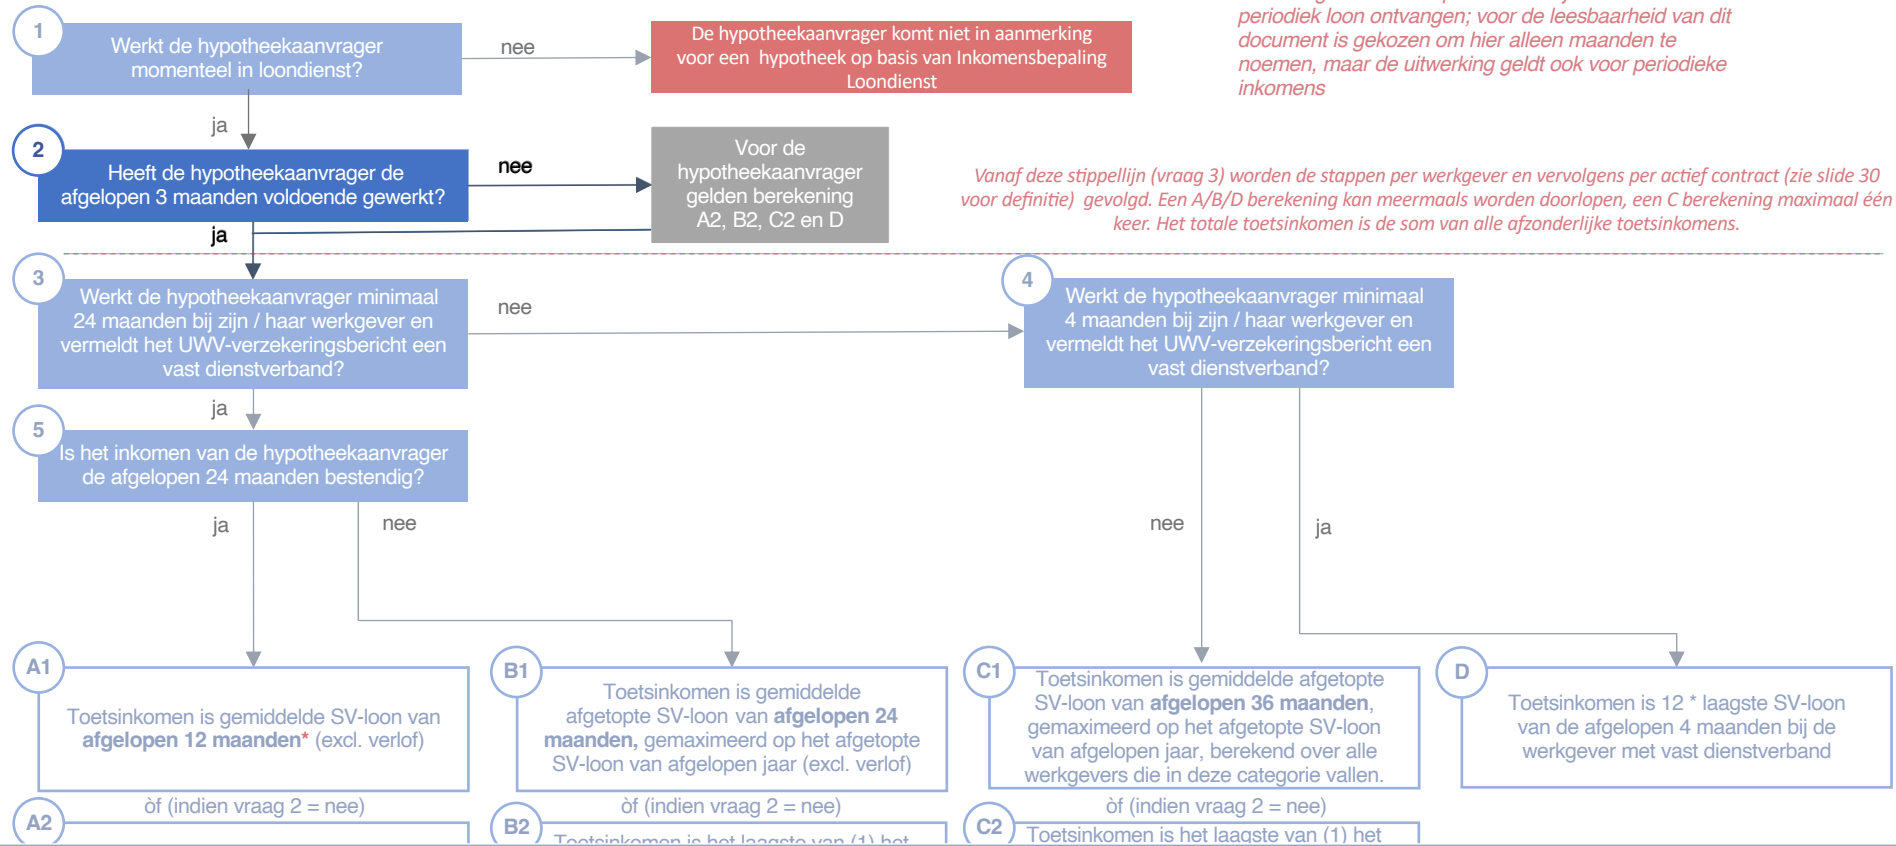 1
Werkt de hypotheekaanvrager
momenteel in loondienst?
nee
De hypotheekaanvrager komt niet in aanmerking
voor een hypotheek op basis van Inkomensbepaling
Loondienst
periodiek loon ontvangen; voor de leesbaarheid van dit
document is gekozen om hier alleen maanden te
noemen, maar de uitwerking geldt ook voor periodieke
inkomens
ja
2
Heeft de hypotheekaanvrager de
afgelopen 3 maanden voldoende gewerkt?
nee
Voor de
hypotheekaanvrager
gelden berekening
A2, B2, C2 en D
Vanaf deze stippellijn (vraag 3) worden de stappen per werkgever en vervolgens per actief contract (zie slide 30
voor definitie) gevolgd. Een A/B/D berekening kan meermaals worden doorlopen, een C berekening maximaal één
keer. Het totale toetsinkomen is de som van alle afzonderlijke toetsinkomens.
ja
3
Werkt de hypotheekaanvrager minimaal
24 maanden bij zijn / haar werkgever en
vermeldt het UWV-verzekeringsbericht een
vast dienstverband?
nee
4
Werkt de hypotheekaanvrager minimaal
4 maanden bij zijn / haar werkgever en
vermeldt het UWV-verzekeringsbericht een
vast dienstverband?
ja
5
Is het inkomen van de hypotheekaanvrager
de afgelopen 24 maanden bestendig?
ja
nee
nee
ja
A1
Toetsinkomen is gemiddelde SV-loon van
afgelopen 12 maanden* (excl. verlof)
B1
Toetsinkomen is gemiddelde
afgetopte SV-loon van afgelopen 24
maanden, gemaximeerd op het afgetopte
SV-loon van afgelopen jaar (excl. verlof)
C1
Toetsinkomen is gemiddelde afgetopte
SV-loon van afgelopen 36 maanden,
gemaximeerd op het afgetopte SV-loon
van afgelopen jaar, berekend over alle
werkgevers die in deze categorie vallen.
D
Toetsinkomen is 12 * laagste SV-loon
van de afgelopen 4 maanden bij de
werkgever met vast dienstverband
òf (indien vraag 2 = nee)
òf (indien vraag 2 = nee)
òf (indien vraag 2 = nee)
A2
B2
Toetsinkomen is het laagste van (1) het
C2
Toetsinkomen is het laagste van (1) het